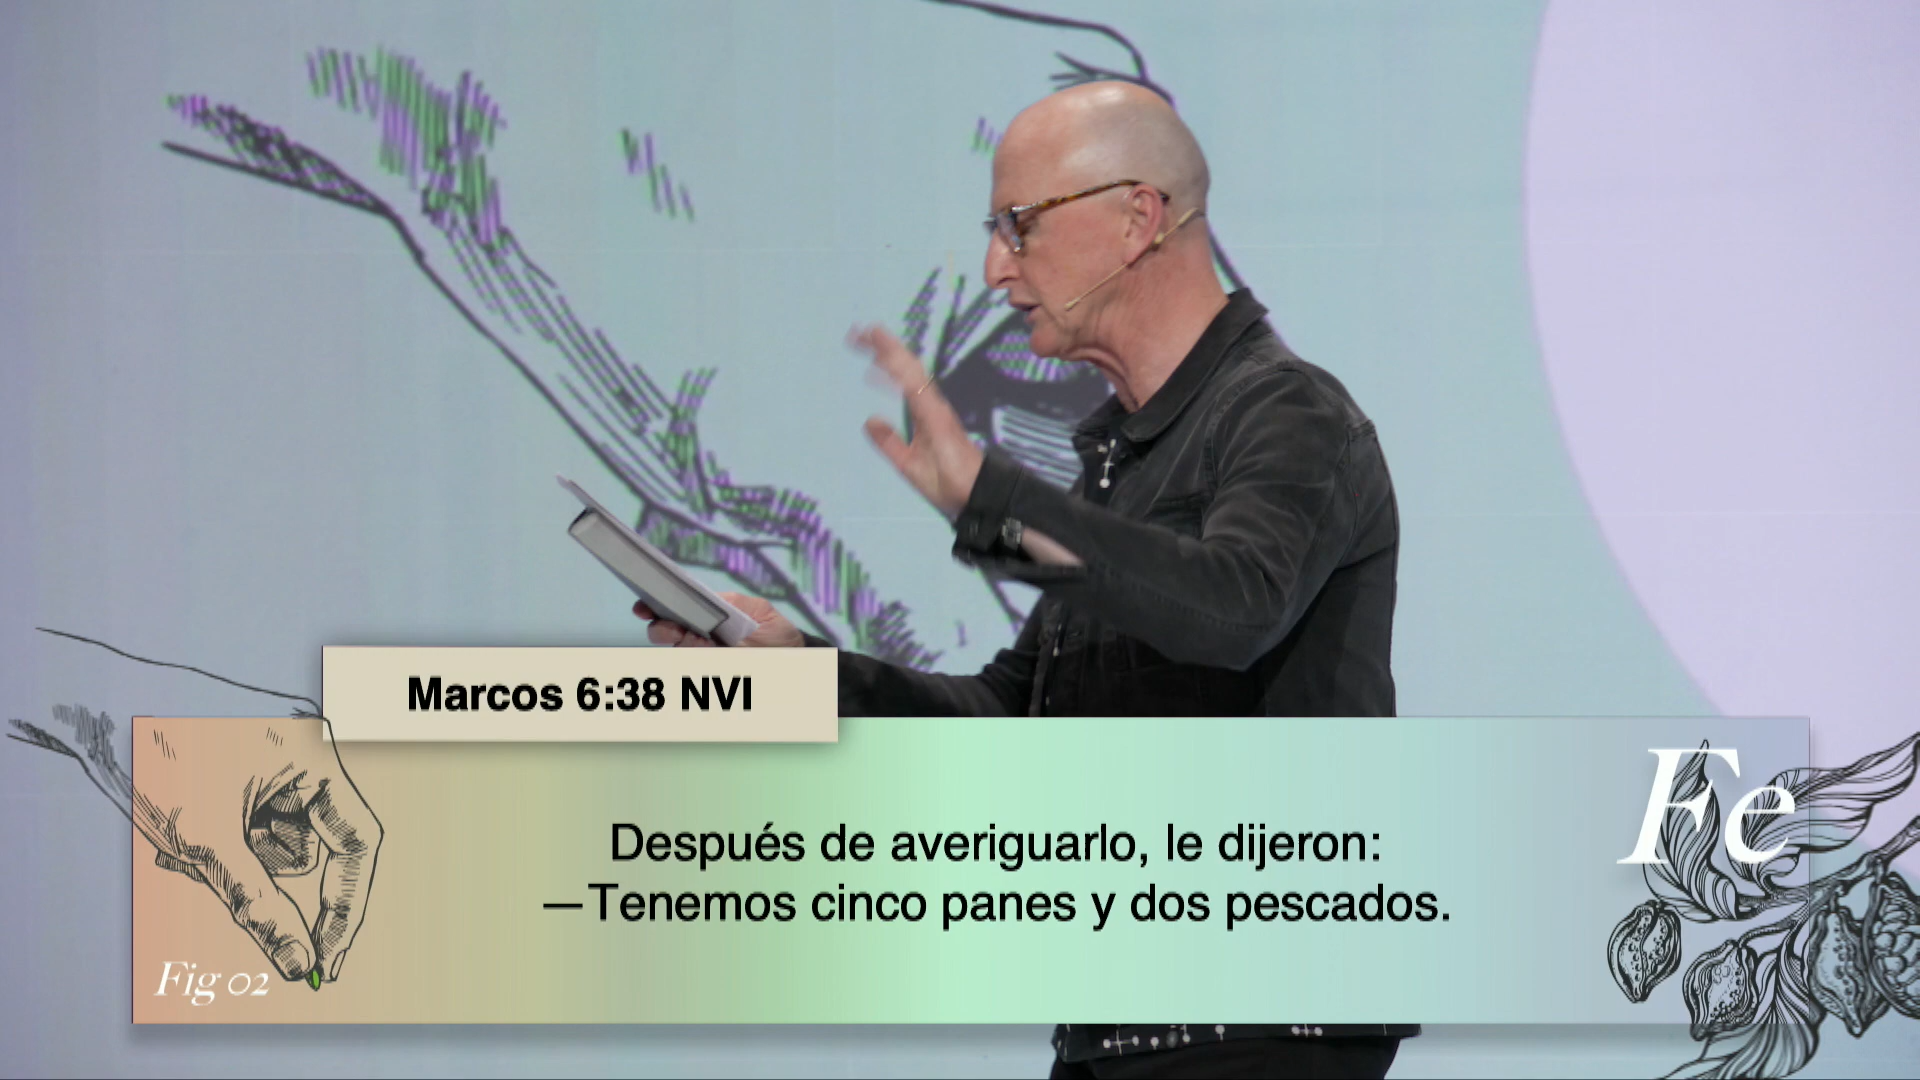 Marcos 6:38 NVI
Fe
Después de averiguarlo, le dijeron:
—Tenemos cinco panes y dos pescados.
Fig 02